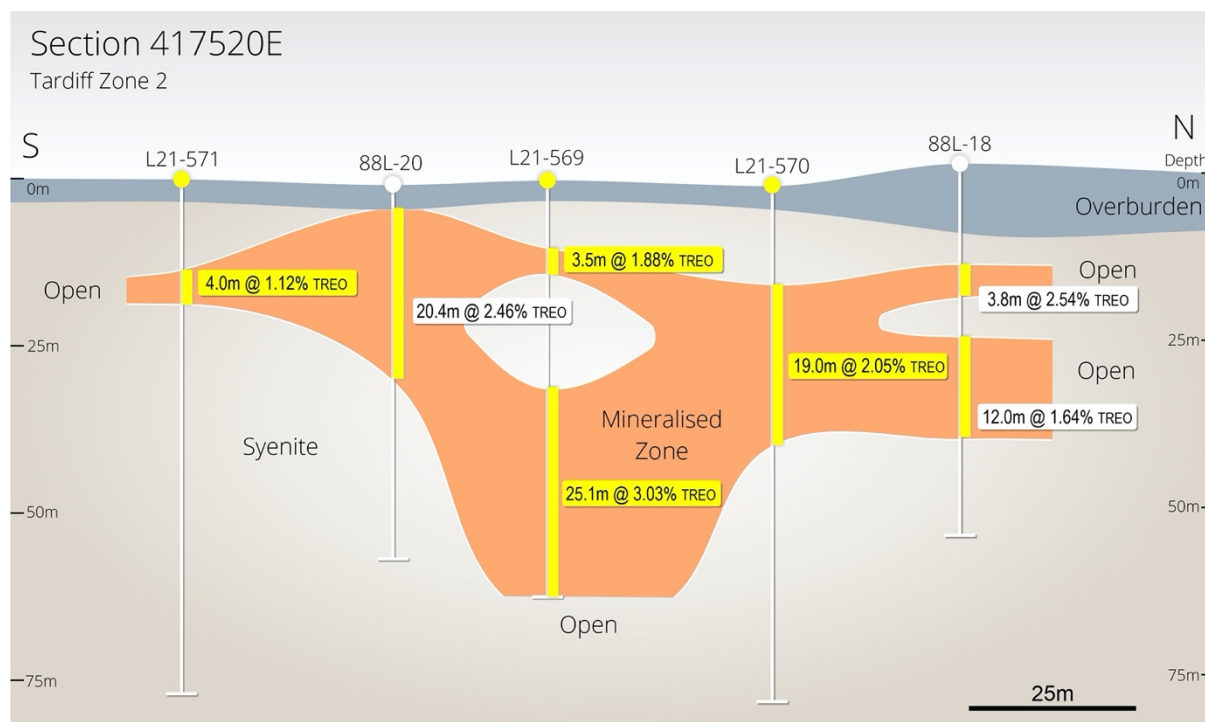 Section 417520E
Tardiff Zone 2
S
N
L21-571
88L-20
L21-569
L21-570
88L-18
Depth
0m
0m
Overburden
Open
4.0m @ 1.12% TREO
20.4m @ 2.46% TREO
3.5m @ 1.88% TREO
Open
3.8m @ 2.54% TREO
25m
25m
19.0m @ 2.05% TREO
Open
12.0m @ 1.64% TREO
Syenite
Mineralised
Zone
25.1m @ 3.03% TREO
50m
50m
Open
75m
75m
25m